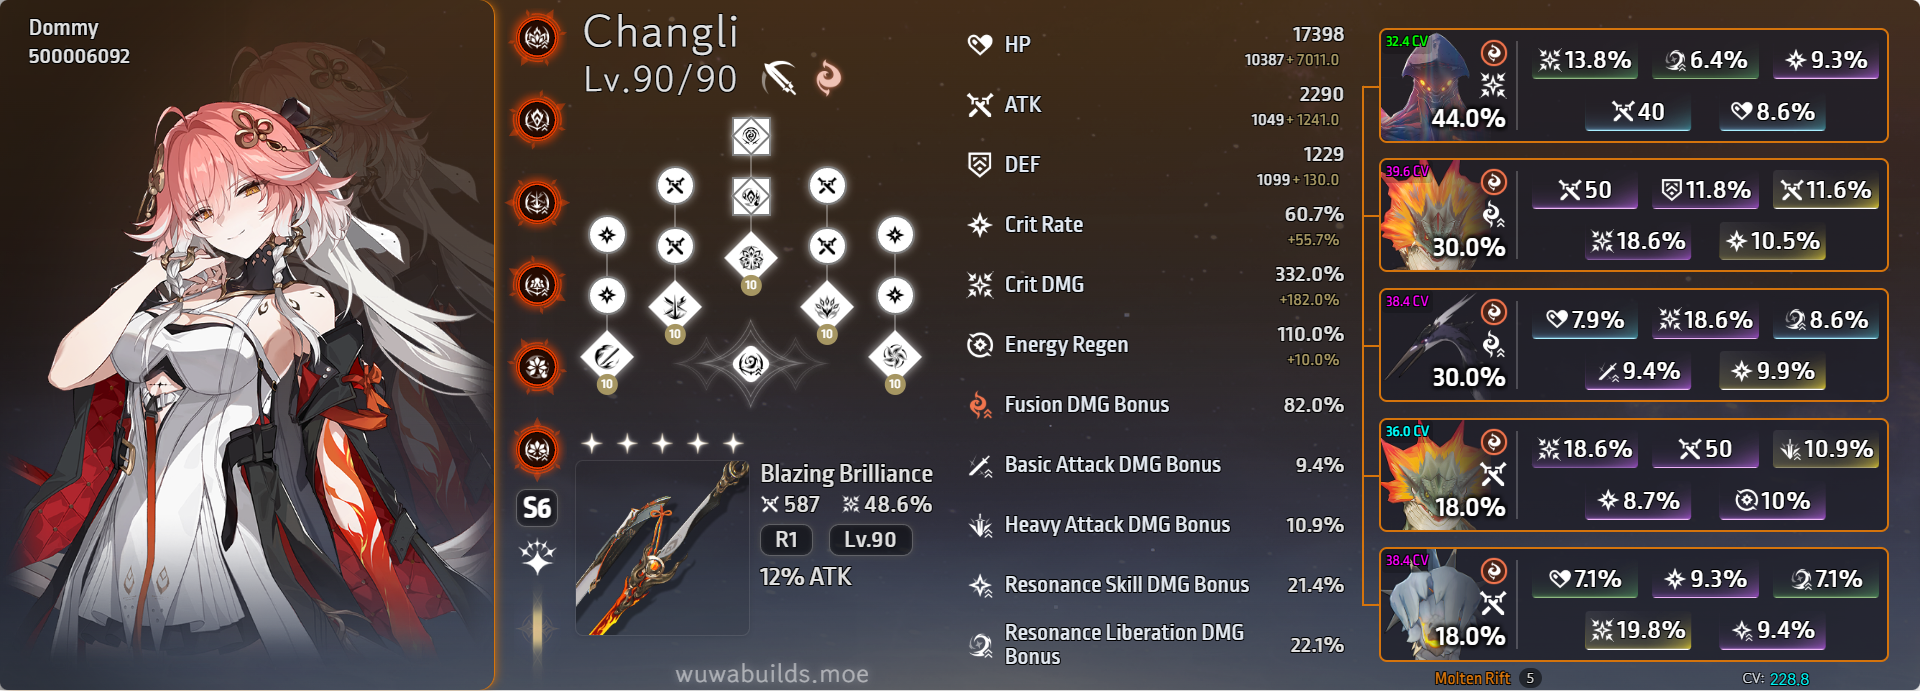 Dommy
500006092
Changli
Lv.90/90
10
10
10
10
10
S6
Blazing Brilliance
587 48.6%
R1 Lv.90
12% ATK
wuwabuilds.moe
HP 17398
10387 + 7011.0
ATK 2290
1049 + 1241.0
DEF 1229
1099 + 130.0
Crit Rate 60.7%
+55.7%
Crit DMG 332.0%
+182.0%
Energy Regen 110.0%
+10.0%
Fusion DMG Bonus 82.0%
Basic Attack DMG Bonus 9.4%
Heavy Attack DMG Bonus 10.9%
Resonance Skill DMG Bonus 21.4%
Resonance Liberation DMG
Bonus 22.1%
32.4 CV
44.0%
13.8% 6.4% 9.3%
40 8.6%
39.6 CV
30.0%
50 11.8% 11.6%
18.6% 10.5%
38.4 CV
30.0%
7.9% 18.6% 8.6%
9.4% 9.9%
36.0 CV
18.0%
18.6% 50 10.9%
8.7% 10%
38.4 CV
18.0%
7.1% 9.3% 7.1%
19.8% 9.4%
Molten Rift 5
CV: 228.8